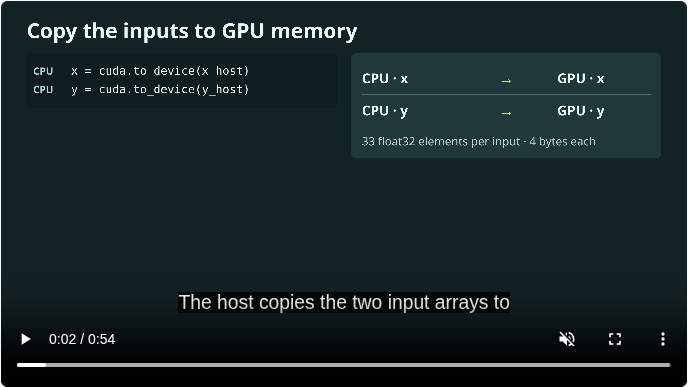 Copy the inputs to GPU memory
CPU x = cuda.to_device(x_host)
CPU y = cuda.to_device(y_host)
CPU · x → GPU · x
CPU · y → GPU · y
33 float32 elements per input · 4 bytes each
The host copies the two input arrays to
0:02 / 0:54